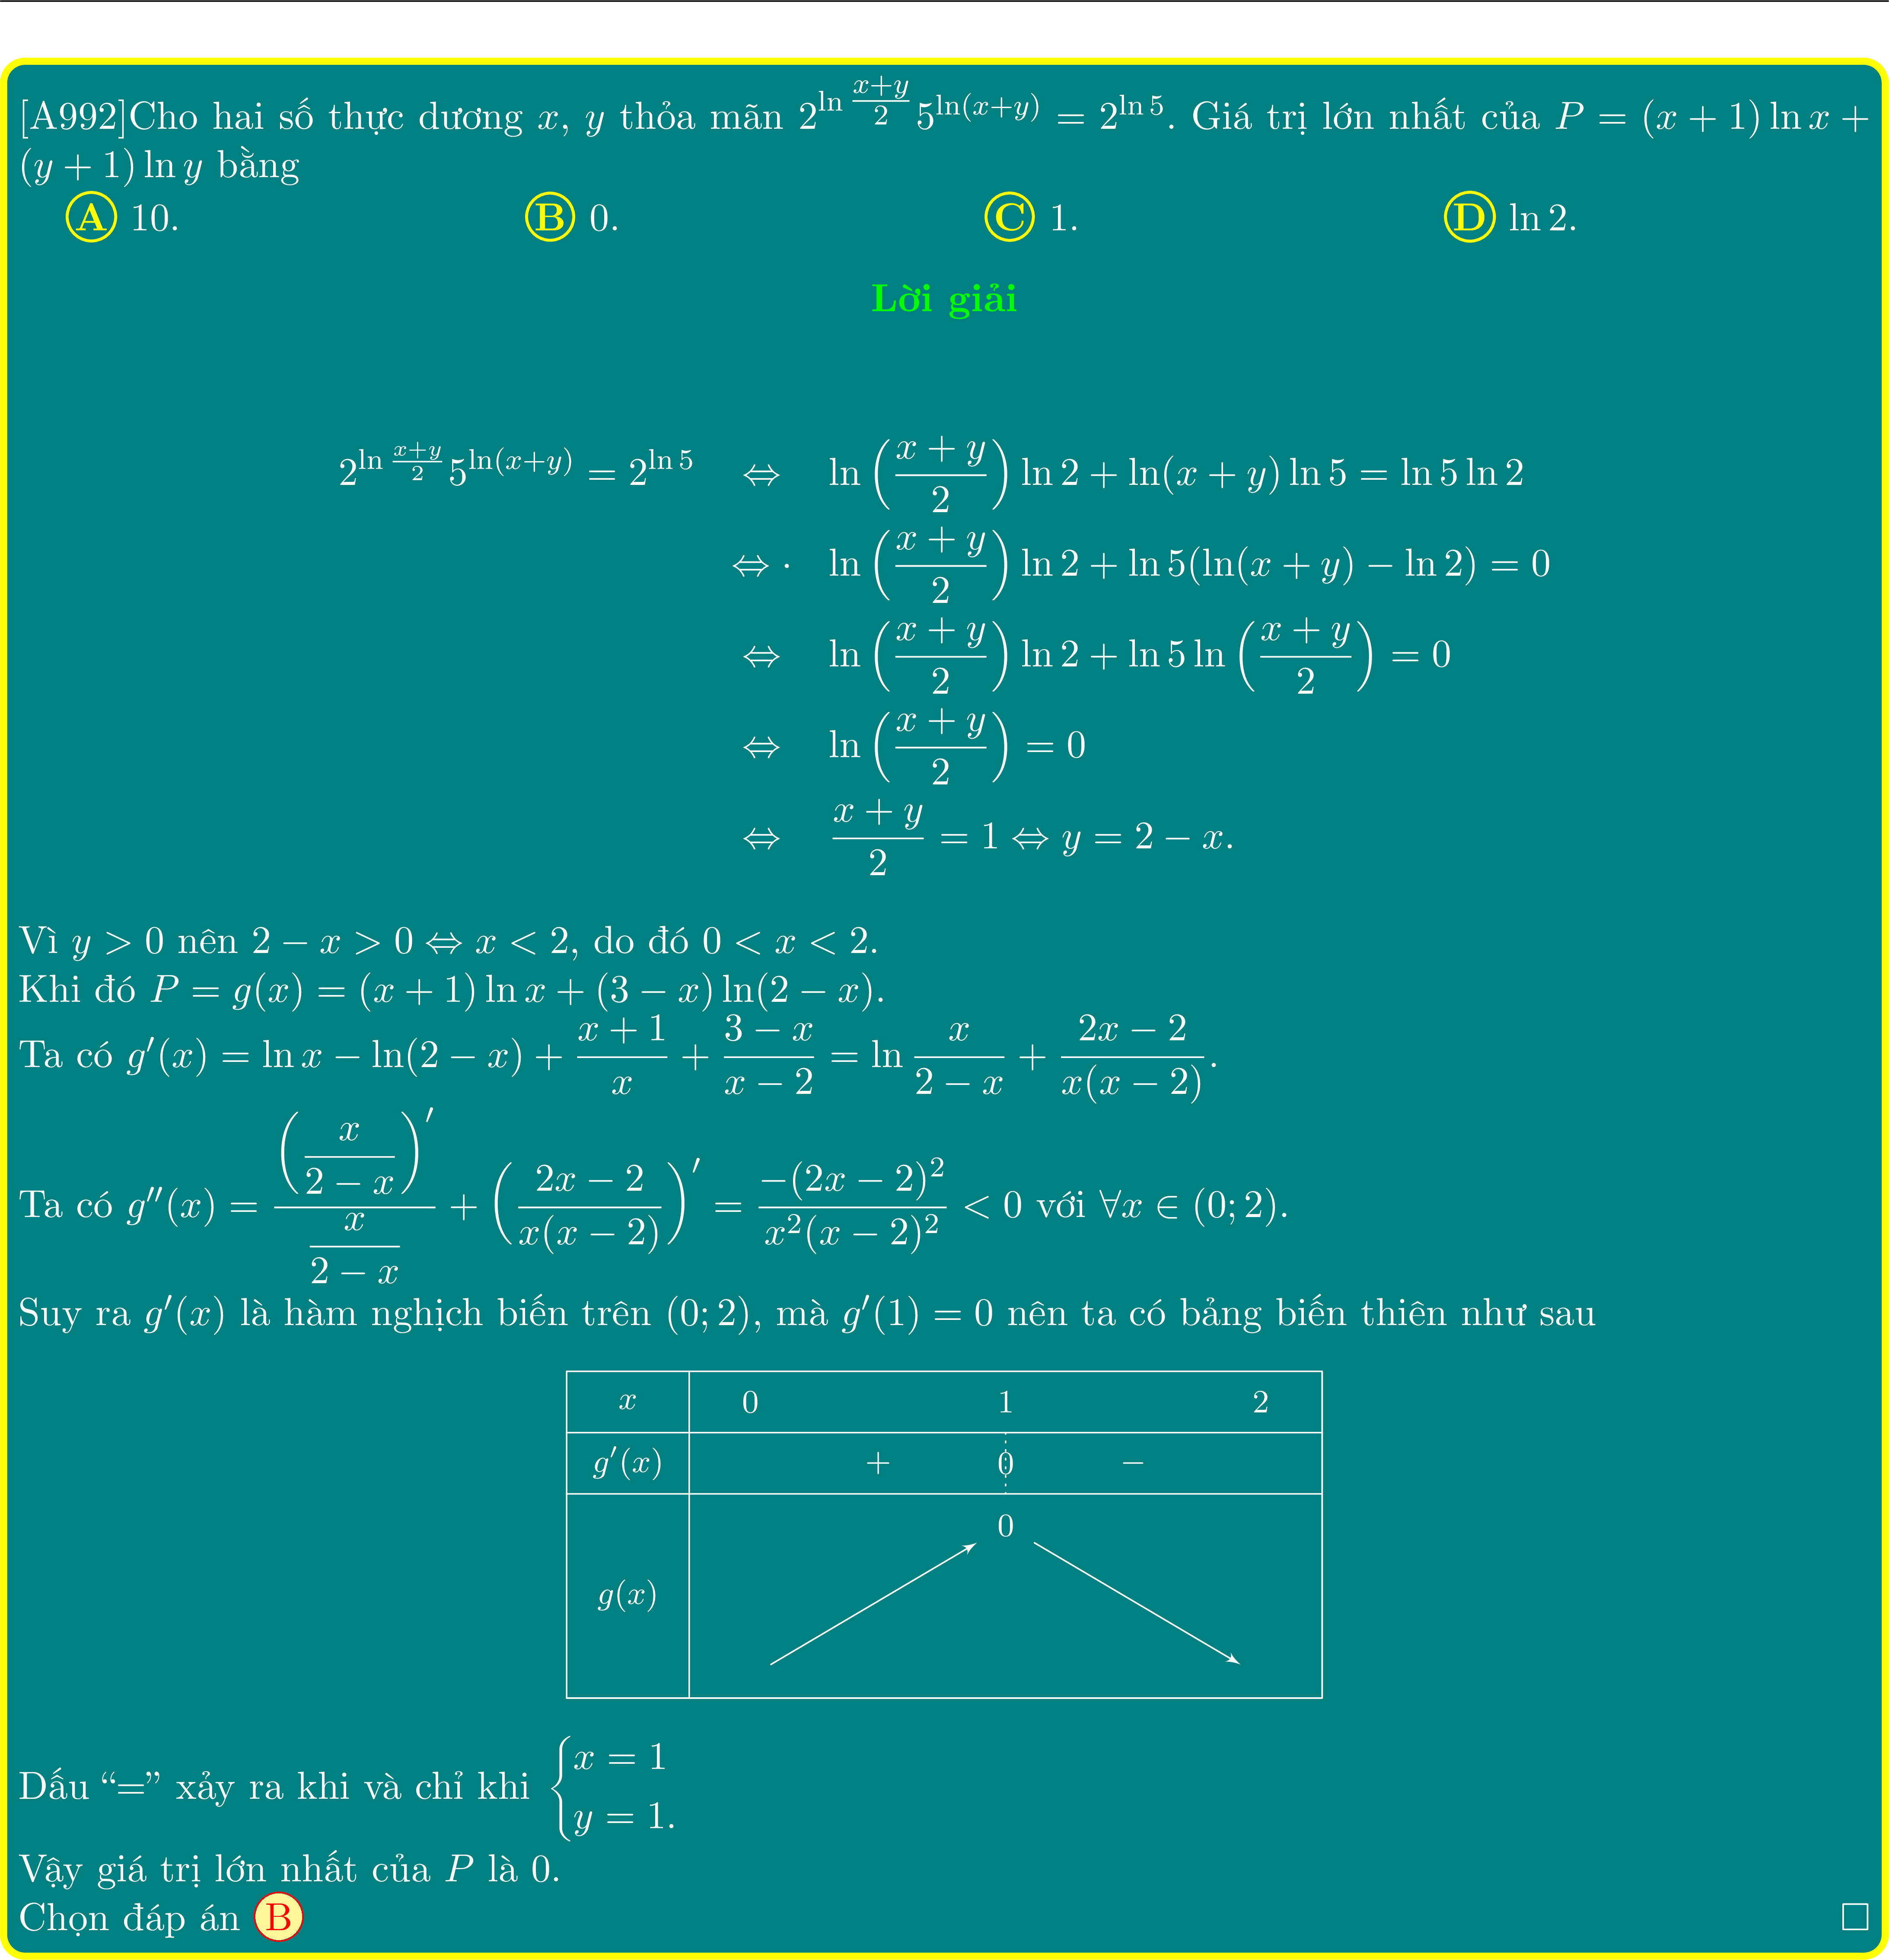 [A992]Cho hai số thực dương $x$, $y$ thỏa mãn $2^{\ln \frac{x+y}{2}} 5^{\ln(x+y)} = 2^{\ln 5}$. Giá trị lớn nhất của $P = (x + 1) \ln x +$
$(y + 1) \ln y$ bằng
A 10. B 0. C 1. D $\ln 2$.
Lời giải
$2^{\ln \frac{x+y}{2}} 5^{\ln(x+y)} = 2^{\ln 5} \Leftrightarrow \ln \left( \frac{x+y}{2} \right) \ln 2 + \ln(x + y) \ln 5 = \ln 5 \ln 2$
$\Leftrightarrow \cdot \ln \left( \frac{x+y}{2} \right) \ln 2 + \ln 5(\ln(x + y) - \ln 2) = 0$
$\Leftrightarrow \ln \left( \frac{x+y}{2} \right) \ln 2 + \ln 5 \ln \left( \frac{x+y}{2} \right) = 0$
$\Leftrightarrow \ln \left( \frac{x+y}{2} \right) = 0$
$\Leftrightarrow \frac{x+y}{2} = 1 \Leftrightarrow y = 2 - x.$
Vì $y > 0$ nên $2 - x > 0 \Leftrightarrow x < 2$, do đó $0 < x < 2$.
Khi đó $P = g(x) = (x + 1) \ln x + (3 - x) \ln(2 - x)$.
Ta có $g'(x) = \ln x - \ln(2 - x) + \frac{x+1}{x} + \frac{3-x}{x-2} = \ln \frac{x}{2-x} + \frac{2x-2}{x(x-2)}$.
Ta có $g''(x) = \frac{\left( \frac{x}{2-x} \right)'}{\frac{x}{2-x}} + \left( \frac{2x-2}{x(x-2)} \right)' = \frac{-(2x-2)^2}{x^2(x-2)^2} < 0$ với $\forall x \in (0; 2)$.
Suy ra $g'(x)$ là hàm nghịch biến trên $(0; 2)$, mà $g'(1) = 0$ nên ta có bảng biến thiên như sau
$x$ 0 1 2
$g'(x)$ + 0 −
0
$g(x)$
Dấu “=” xảy ra khi và chỉ khi $\begin{cases} x = 1 \\ y = 1. \end{cases}$
Vậy giá trị lớn nhất của $P$ là 0.
Chọn đáp án B □